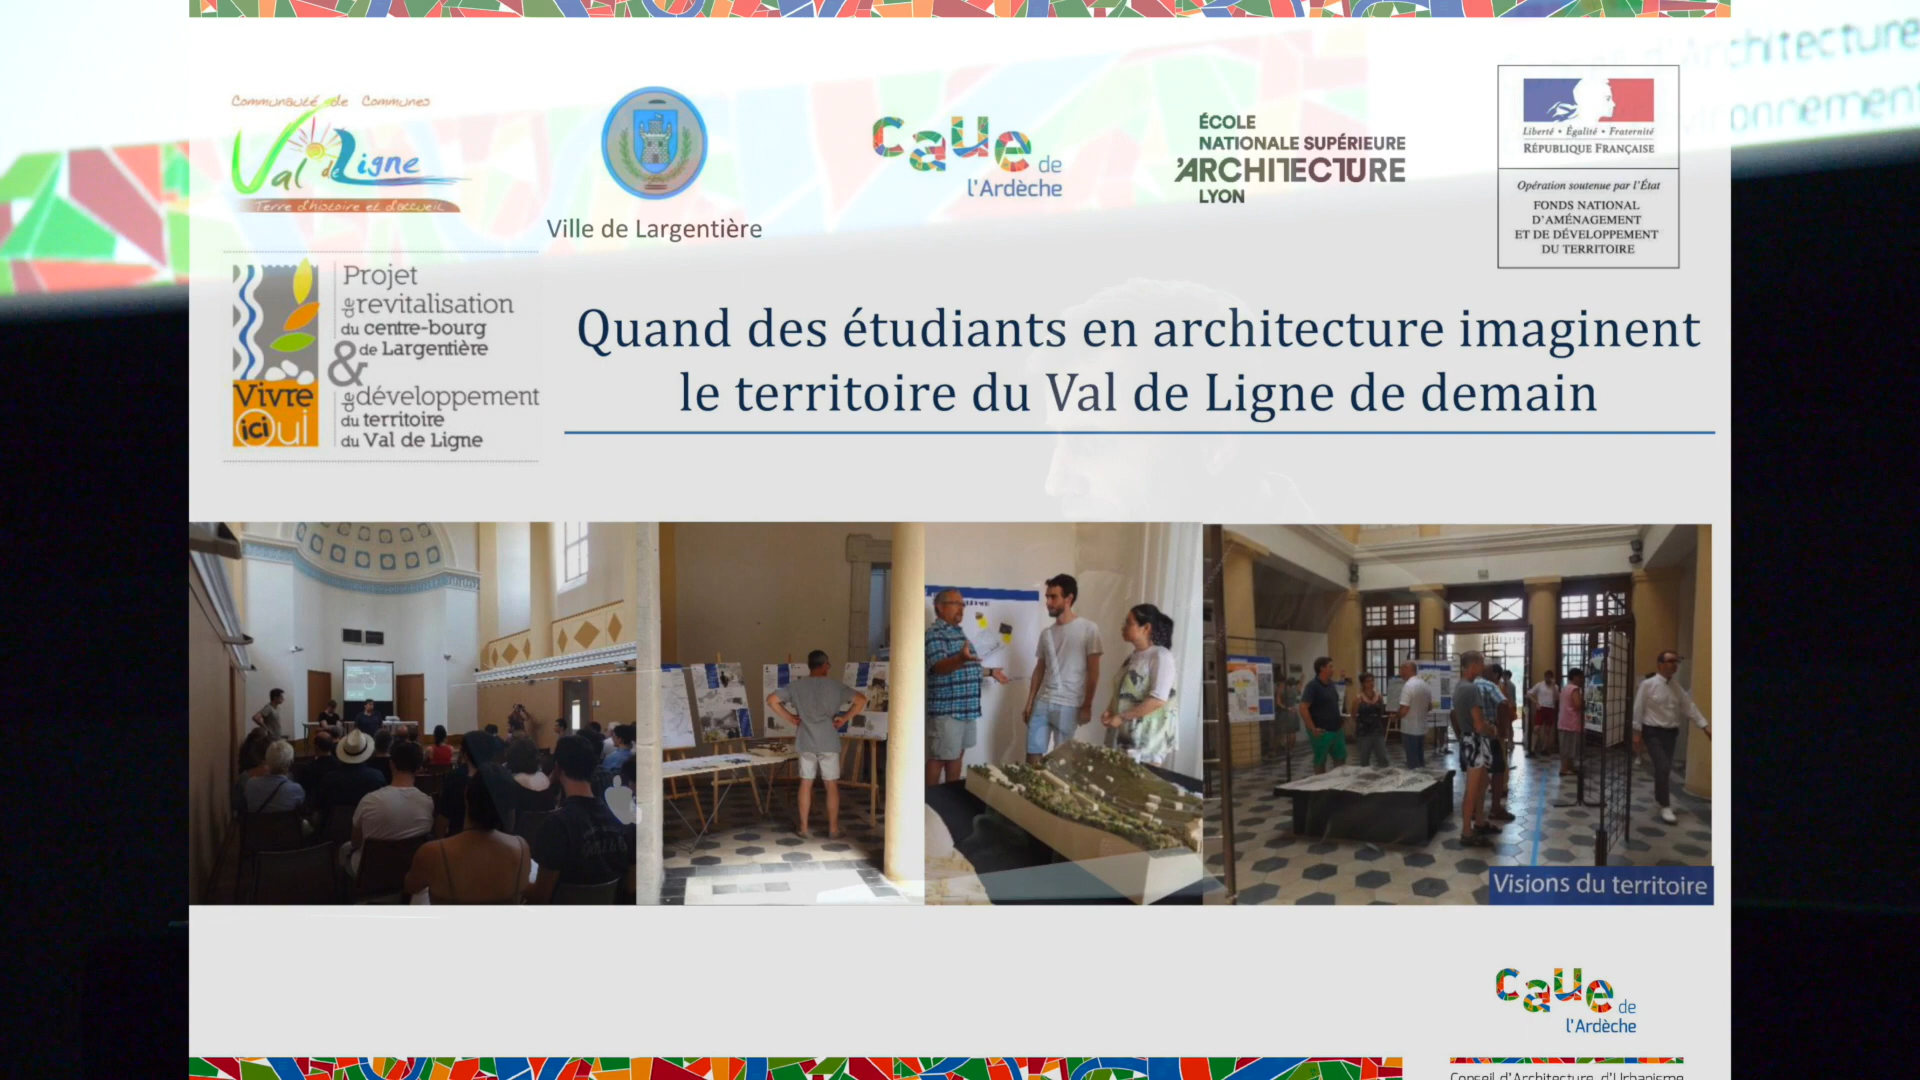 chitecture
Communauté de Communes
Val de Ligne
Terre d'histoire et d'accueil
Ville de Largentière
caue de
l'Ardèche
ÉCOLE
NATIONALE SUPÉRIEURE
ARCHITECTURE
LYON
Liberté • Égalité • Fraternité
RÉPUBLIQUE FRANÇAISE
Opération soutenue par l'État
FONDS NATIONAL
D'AMÉNAGEMENT
ET DE DÉVELOPPEMENT
DU TERRITOIRE
onnement
Projet
de revitalisation
du centre-bourg
de Largentière
&
de développement
du territoire
du Val de Ligne
Vivre
ici Oui
Quand des étudiants en architecture imaginent
le territoire du Val de Ligne de demain
Visions du territoire
caue de
l'Ardèche
Conseil d'Architecture, d'Urbanisme